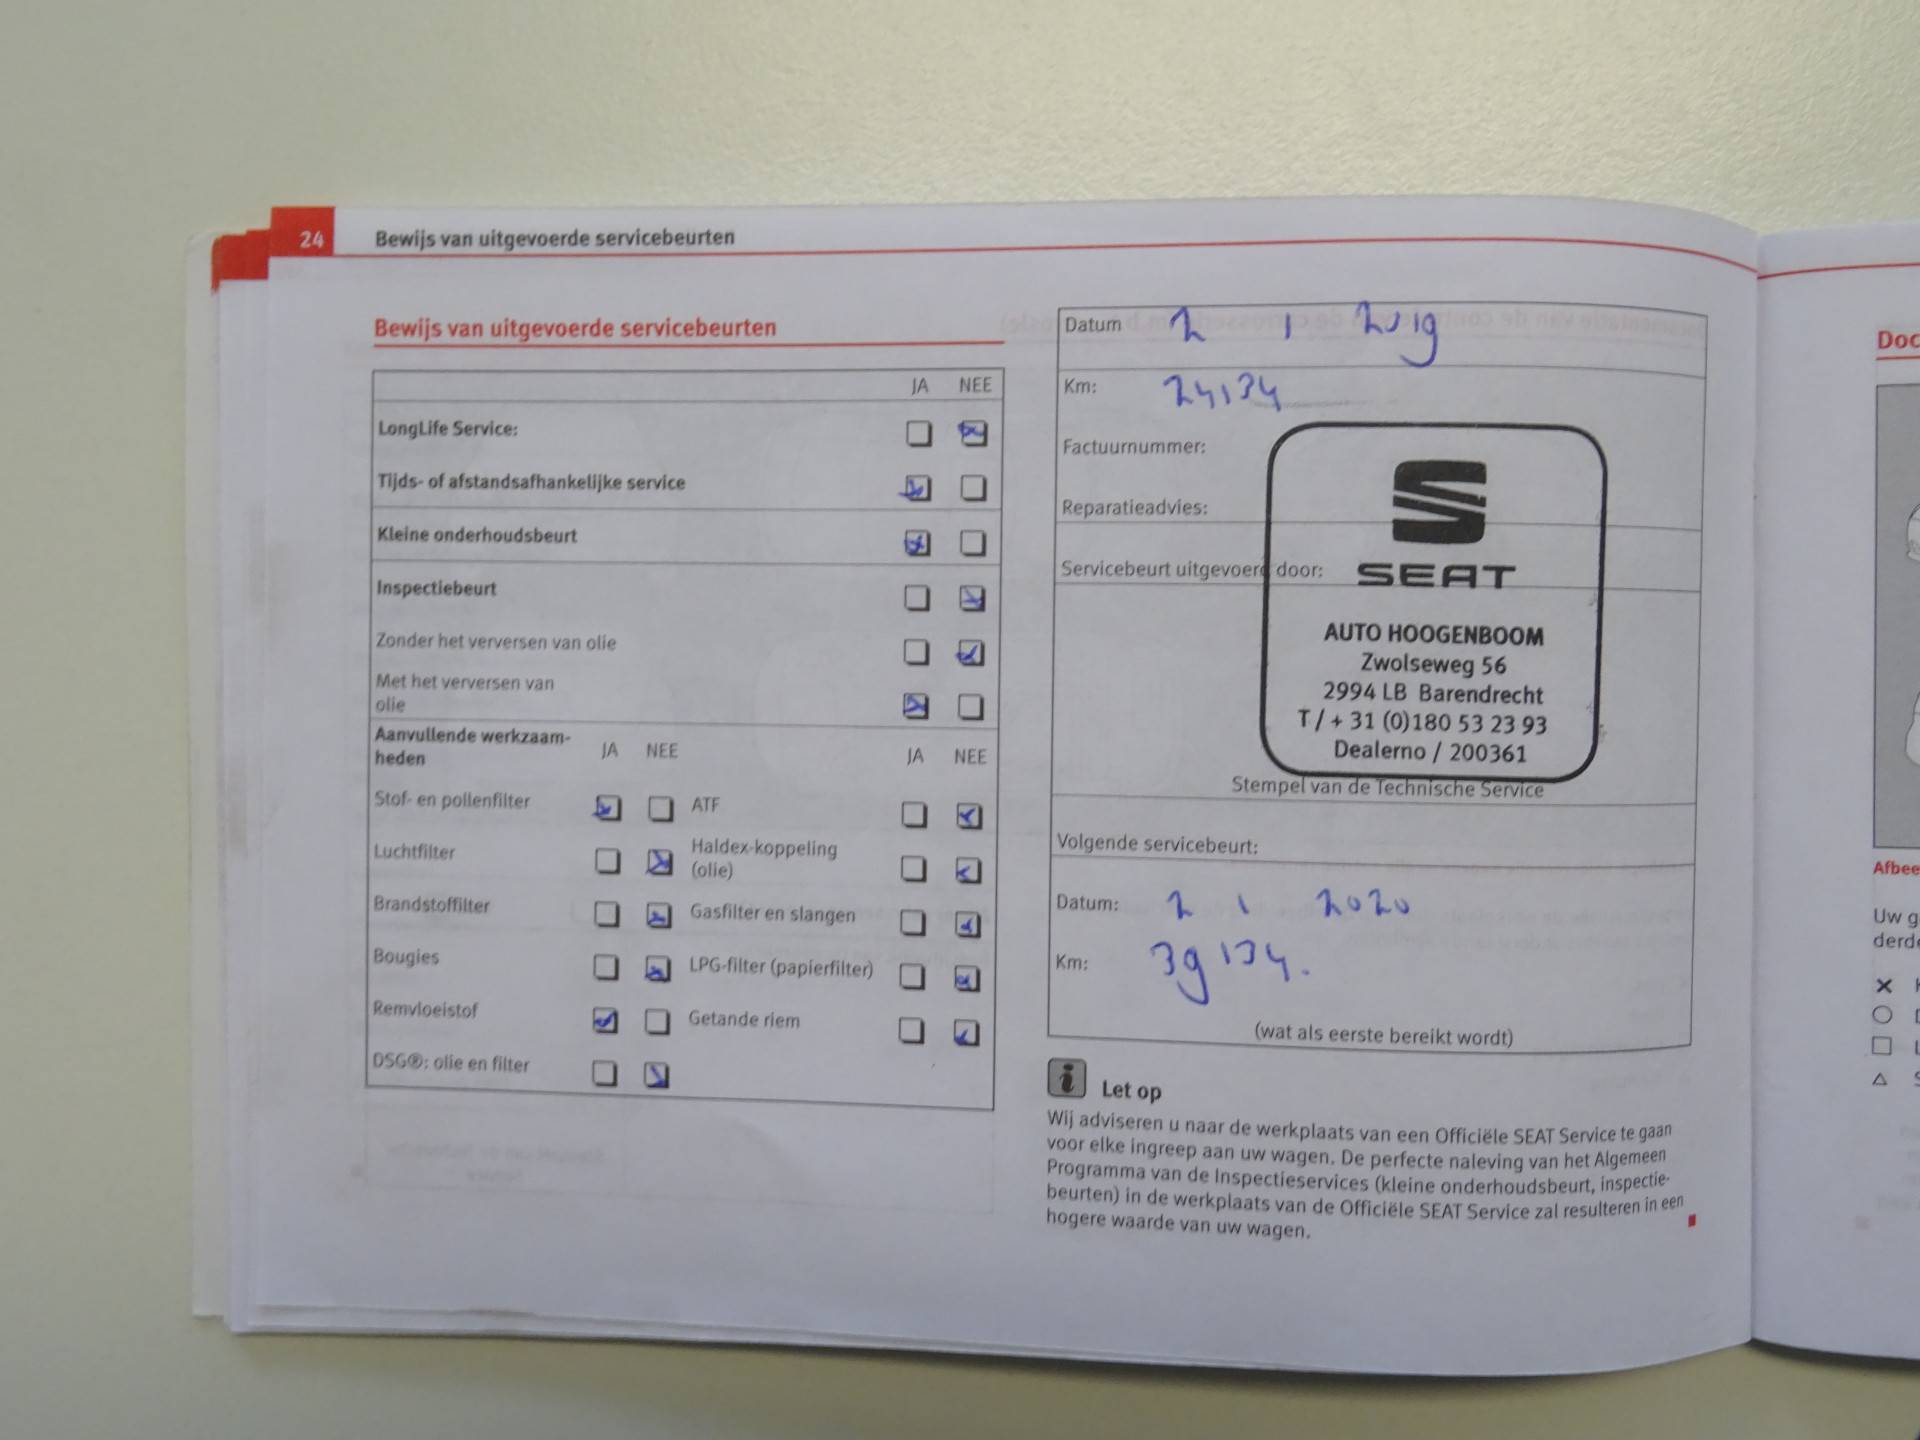 24
Bewijs van uitgevoerde servicebeurten
Bewijs van uitgevoerde servicebeurten
JA NEE
LongLife Service:
Tijds- of afstandsafhankelijke service
Kleine onderhoudsbeurt
Inspectiebeurt
Zonder het verversen van olie
Met het verversen van
olie
Aanvullende werkzaam-
heden
JA NEE JA NEE
Stof- en pollenfilter ATF
Luchtfilter Haldex-koppeling
(olie)
Brandstoffilter Gasfilter en slangen
Bougies LPG-filter (papierfilter)
Remvloeistof Getande riem
DSG®: olie en filter
Datum 2 1 2019
Km: 24134
Factuurnummer:
Reparatieadvies:
Servicebeurt uitgevoerd door:
SEAT
AUTO HOOGENBOOM
Zwolseweg 56
2994 LB Barendrecht
T / + 31 (0)180 53 23 93
Dealerno / 200361
Stempel van de Technische Service
Volgende servicebeurt:
Datum: 2 1 2020
Km: 39134.
(wat als eerste bereikt wordt)
i Let op
Wij adviseren u naar de werkplaats van een Officiële SEAT Service te gaan
voor elke ingreep aan uw wagen. De perfecte naleving van het Algemeen
Programma van de Inspectieservices (kleine onderhoudsbeurt, inspectie-
beurten) in de werkplaats van de Officiële SEAT Service zal resulteren in een
hogere waarde van uw wagen.
Doc
Afbee
Uw g
derde